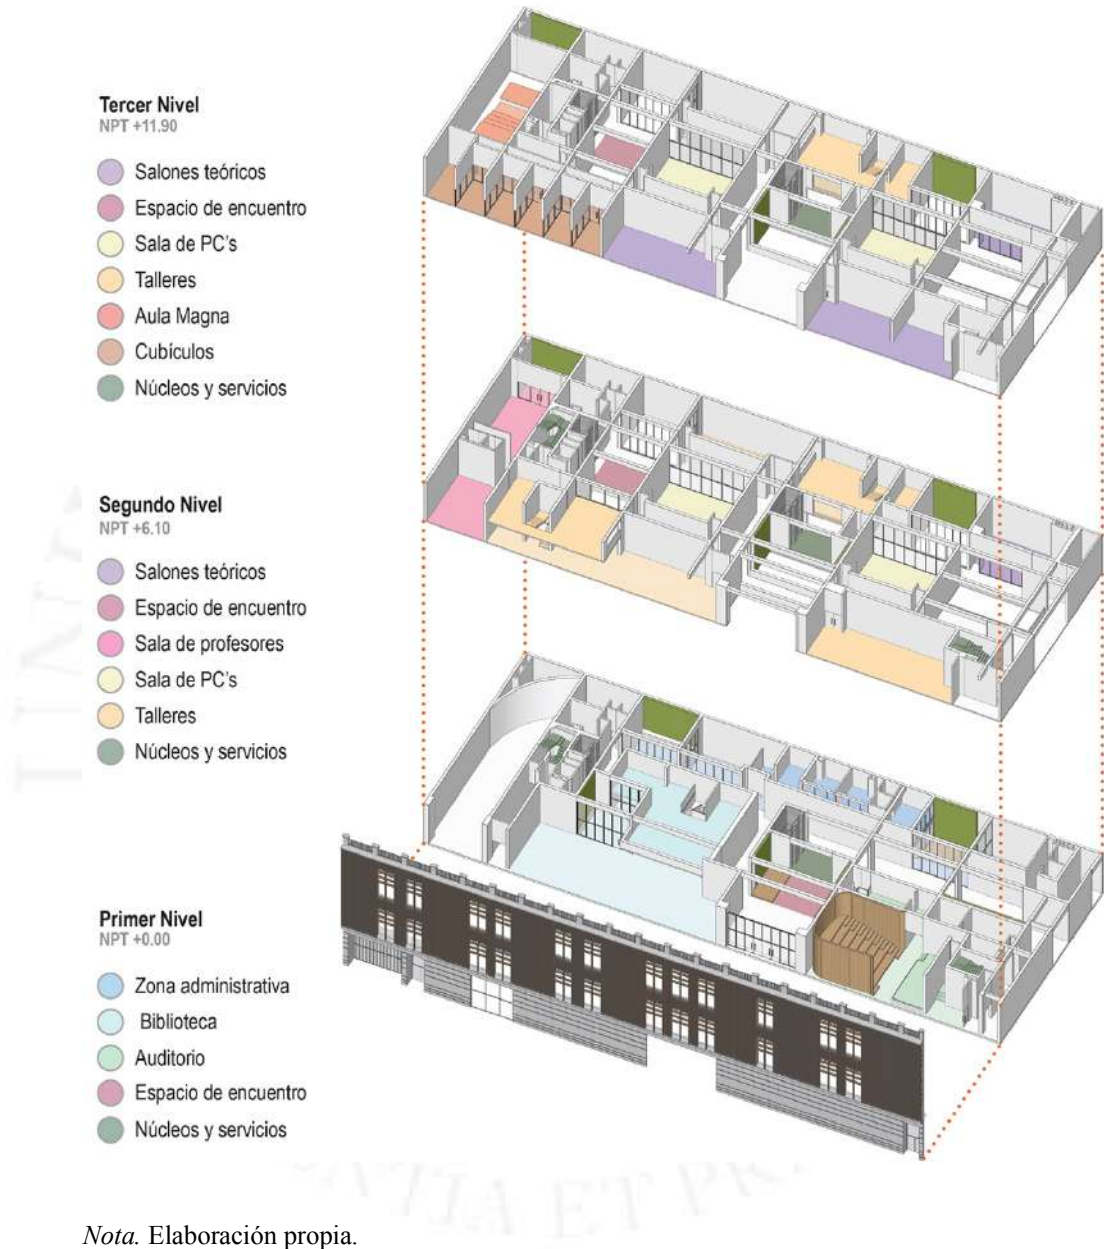 Tercer Nivel
NPT +11.90
Salones teóricos
Espacio de encuentro
Sala de PC's
Talleres
Aula Magna
Cubículos
Núcleos y servicios
Segundo Nivel
NPT +6.10
Salones teóricos
Espacio de encuentro
Sala de profesores
Sala de PC's
Talleres
Núcleos y servicios
Primer Nivel
NPT +0.00
Zona administrativa
Biblioteca
Auditorio
Espacio de encuentro
Núcleos y servicios
Nota. Elaboración propia.